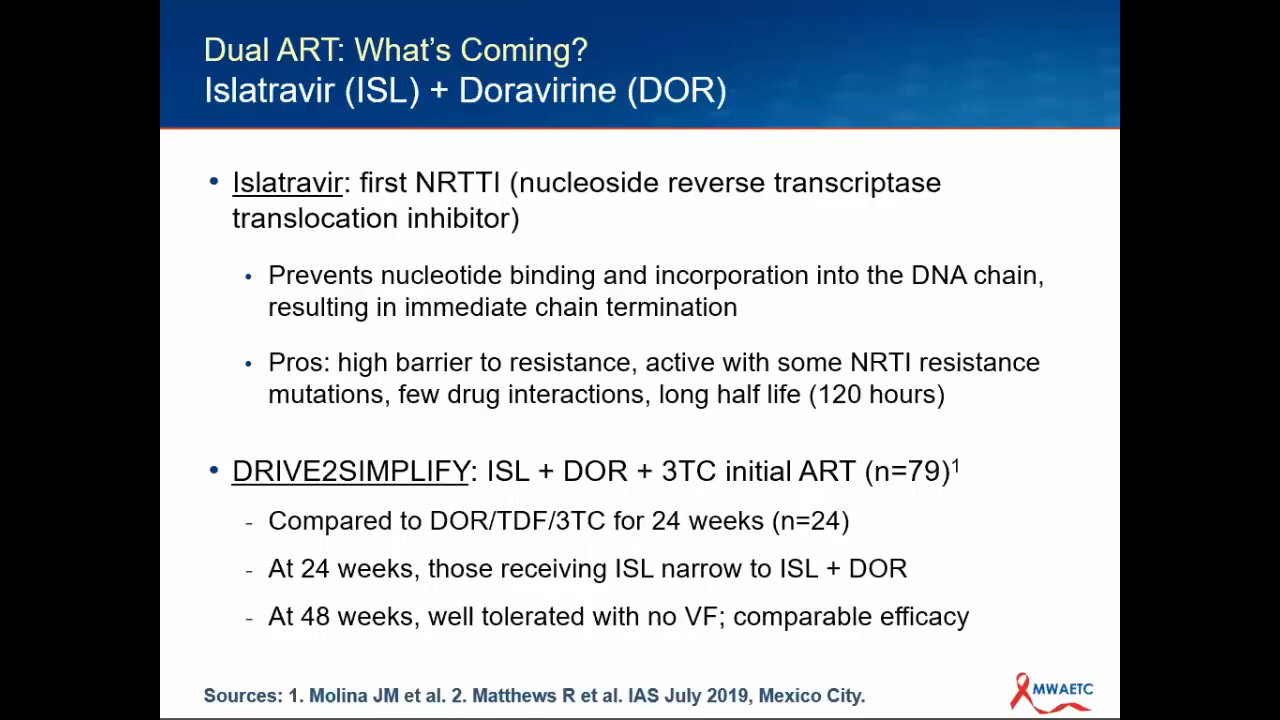 Dual ART: What's Coming?
Islatravir (ISL) + Doravirine (DOR)
• Islatravir: first NRTTI (nucleoside reverse transcriptase
translocation inhibitor)
• Prevents nucleotide binding and incorporation into the DNA chain,
resulting in immediate chain termination
• Pros: high barrier to resistance, active with some NRTI resistance
mutations, few drug interactions, long half life (120 hours)
• DRIVE2SIMPLIFY: ISL + DOR + 3TC initial ART (n=79)¹
- Compared to DOR/TDF/3TC for 24 weeks (n=24)
- At 24 weeks, those receiving ISL narrow to ISL + DOR
- At 48 weeks, well tolerated with no VF; comparable efficacy
Sources: 1. Molina JM et al. 2. Matthews R et al. IAS July 2019, Mexico City.
MWAETC